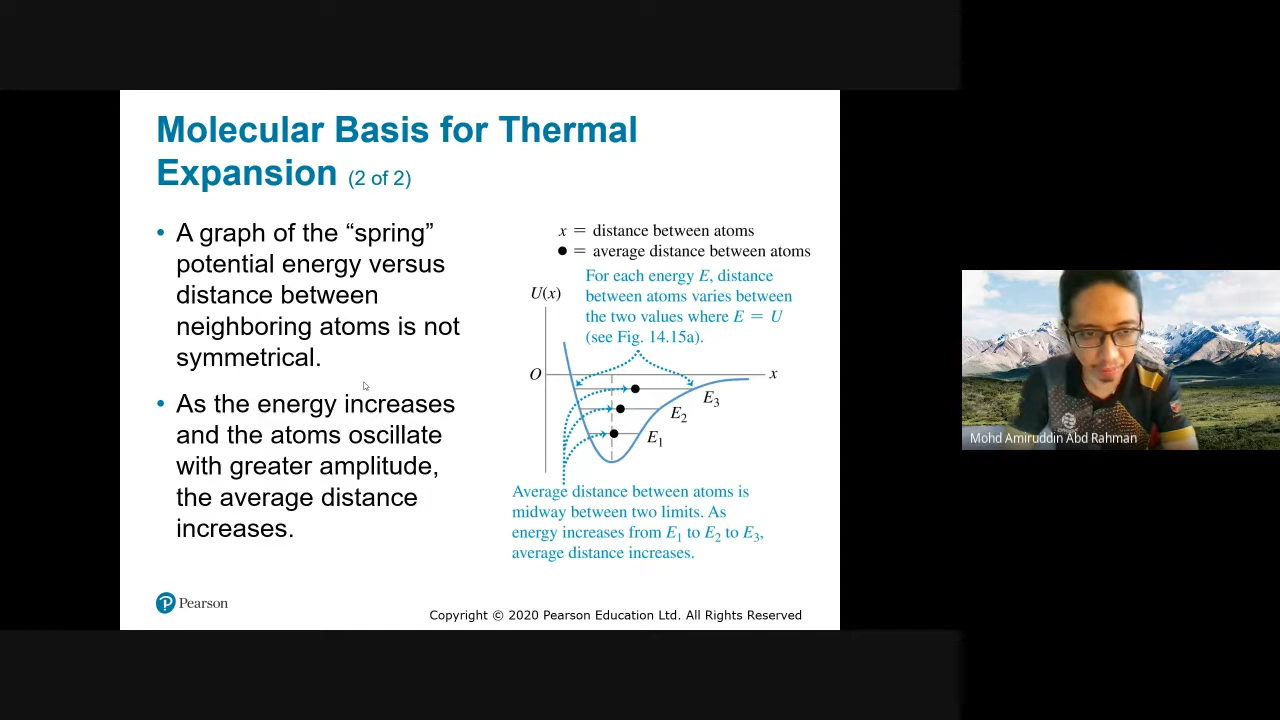 Molecular Basis for Thermal
Expansion (2 of 2)
• A graph of the “spring”
potential energy versus
distance between
neighboring atoms is not
symmetrical.
• As the energy increases
and the atoms oscillate
with greater amplitude,
the average distance
increases.
x = distance between atoms
● = average distance between atoms
For each energy E, distance
between atoms varies between
the two values where E = U
(see Fig. 14.15a).
U(x)
O
x
E₃
E₂
E₁
Average distance between atoms is
midway between two limits. As
energy increases from E₁ to E₂ to E₃,
average distance increases.
P Pearson
Copyright © 2020 Pearson Education Ltd. All Rights Reserved
Mohd Amiruddin Abd Rahman